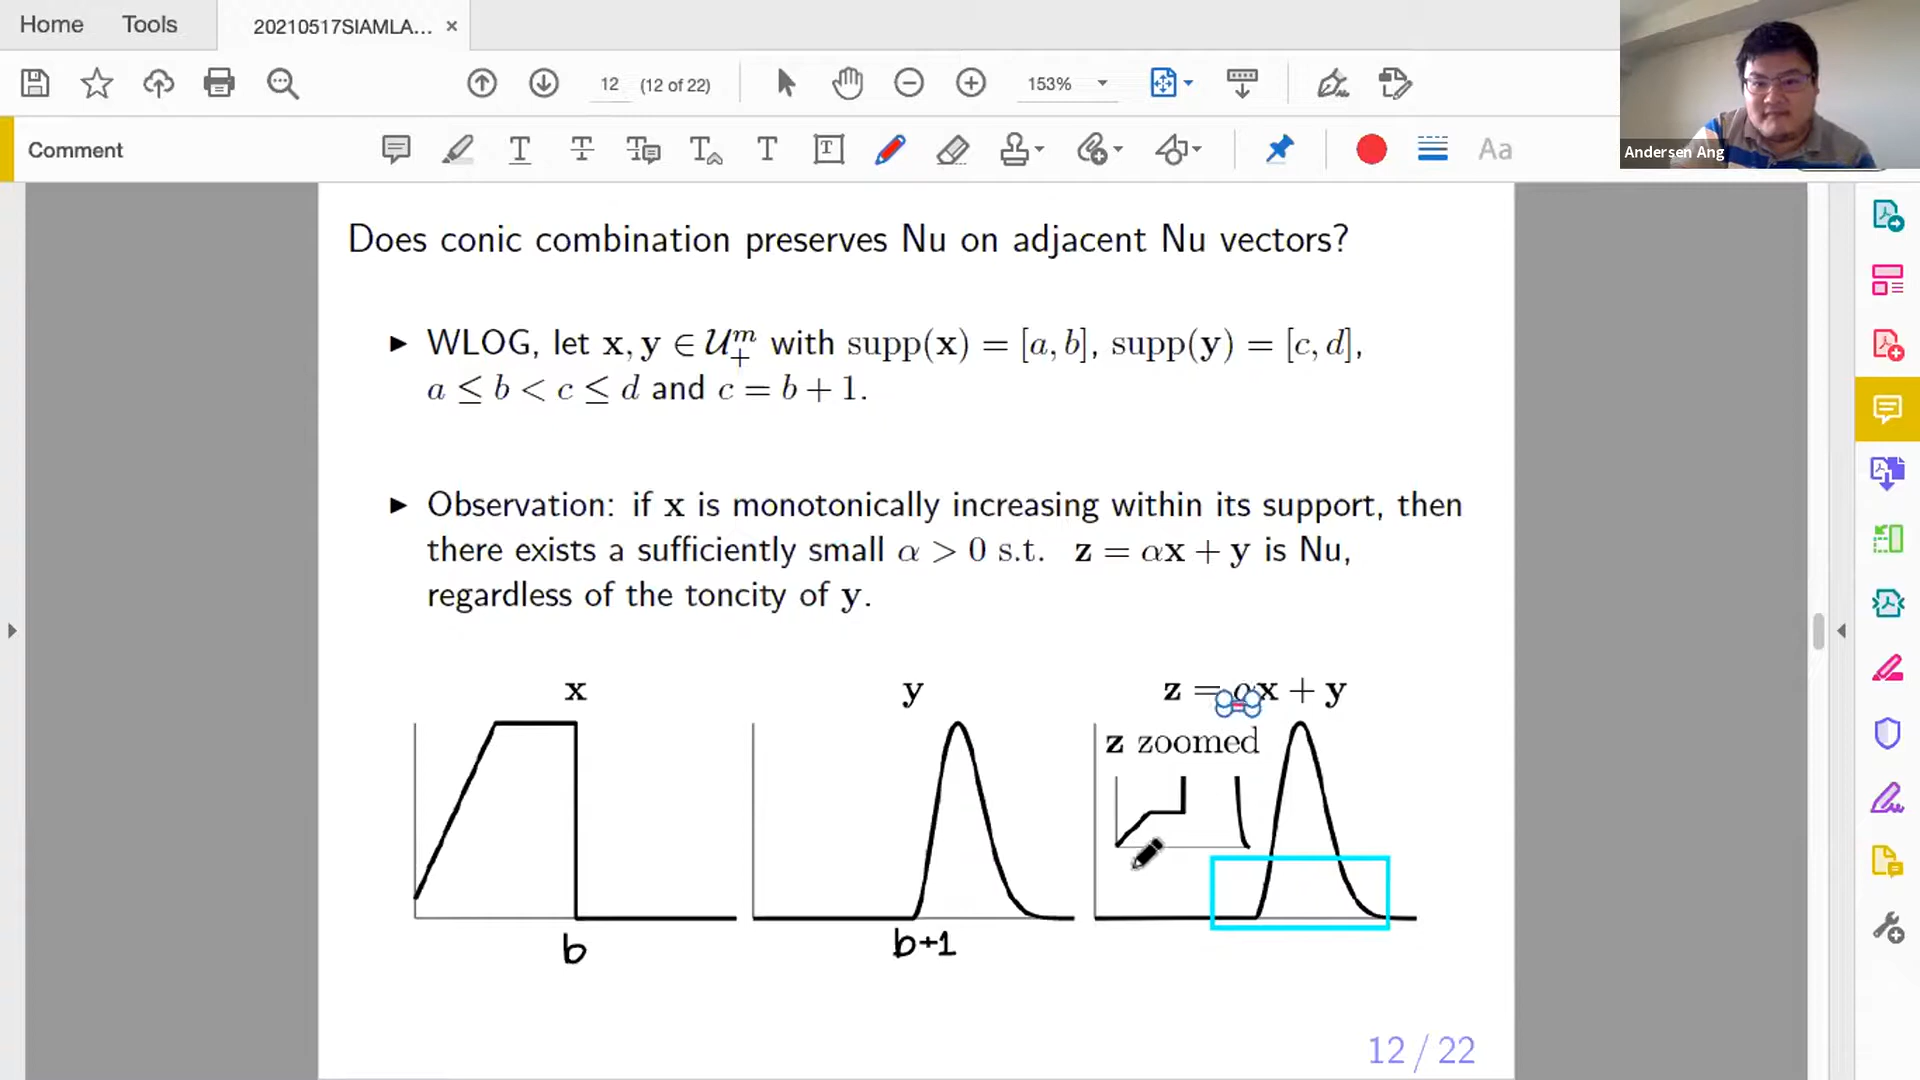 Home Tools 20210517SIAMLA... ×
12 (12 of 22) 153%
Andersen Ang
Comment
T T T T T T Aa
Does conic combination preserves Nu on adjacent Nu vectors?
▶ WLOG, let x, y ∈ 𝒰₊ᵐ with supp(x) = [a, b], supp(y) = [c, d],
a ≤ b < c ≤ d and c = b + 1.
▶ Observation: if x is monotonically increasing within its support, then
there exists a sufficiently small α > 0 s.t. z = αx + y is Nu,
regardless of the toncity of y.
x y z = αx + y
z zoomed
b b+1
12 / 22